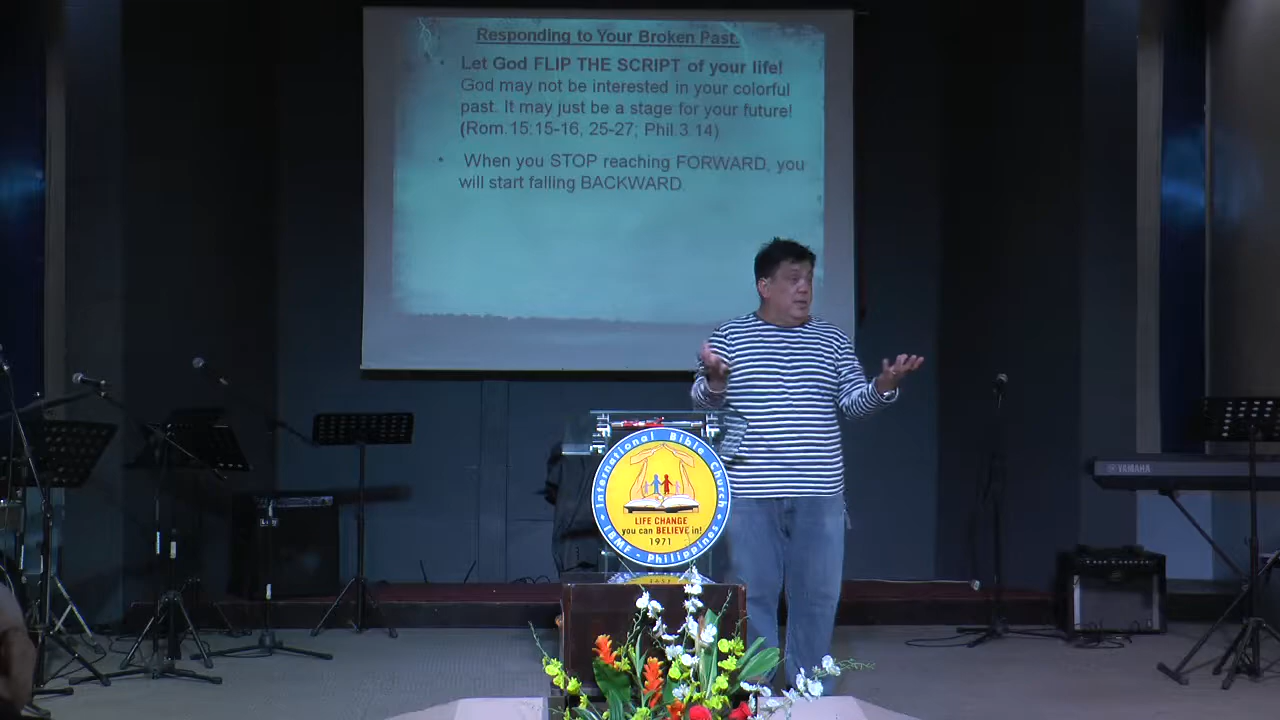 Responding to Your Broken Past.
• Let God FLIP THE SCRIPT of your life!
God may not be interested in your colorful
past. It may just be a stage for your future!
(Rom.15:15-16, 25-27; Phil.3:14)
• When you STOP reaching FORWARD, you
will start falling BACKWARD.
International Bible Church
LIFE CHANGE
you can BELIEVE in!
1971
IBMF - Philippines
YAMAHA